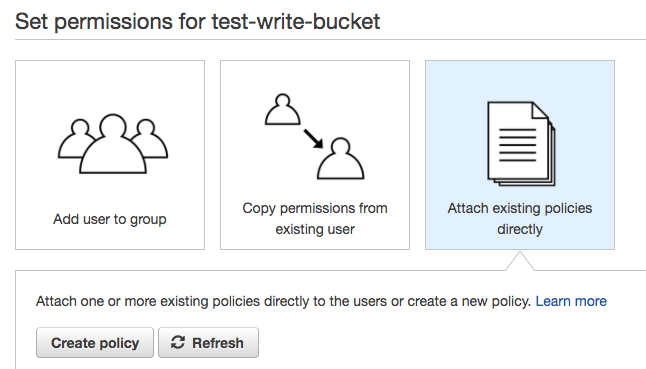 Set permissions for test-write-bucket
Add user to group
Copy permissions from
existing user
Attach existing policies
directly
Attach one or more existing policies directly to the users or create a new policy. Learn more
Create policy
Refresh